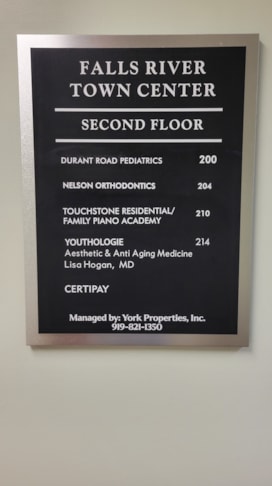 FALLS RIVER
TOWN CENTER
SECOND FLOOR
DURANT ROAD PEDIATRICS 200
NELSON ORTHODONTICS 204
TOUCHSTONE RESIDENTIAL/ 210
FAMILY PIANO ACADEMY
YOUTHOLOGIE 214
Aesthetic & Anti Aging Medicine
Lisa Hogan, MD
CERTIPAY
Managed by: York Properties, Inc.
919-821-1350